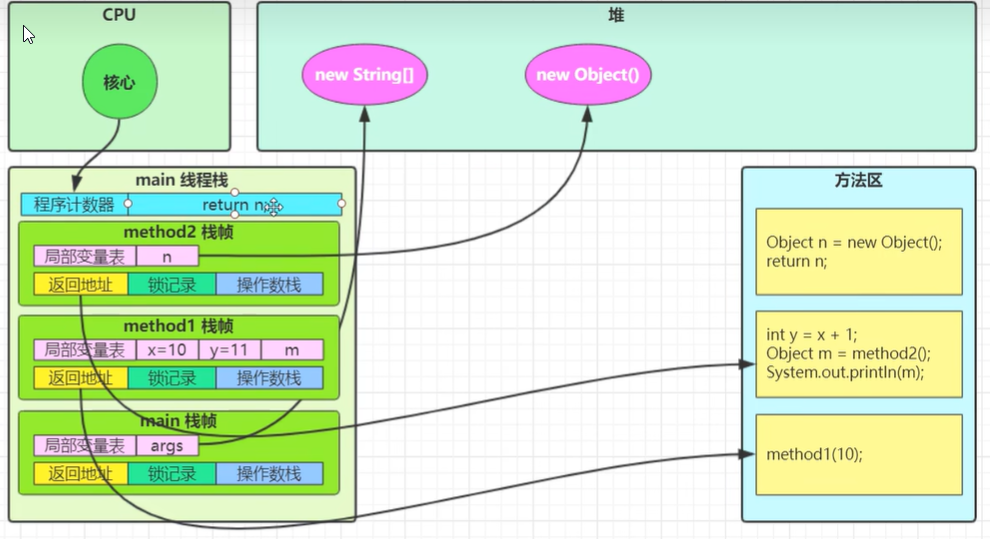 CPU
核心
堆
new String[]
new Object()
main 线程栈
程序计数器
return n;
method2 栈帧
局部变量表
n
返回地址
锁记录
操作数栈
method1 栈帧
局部变量表
x=10
y=11
m
返回地址
锁记录
操作数栈
main 栈帧
局部变量表
args
返回地址
锁记录
操作数栈
方法区
Object n = new Object();
return n;
int y = x + 1;
Object m = method2();
System.out.println(m);
method1(10);